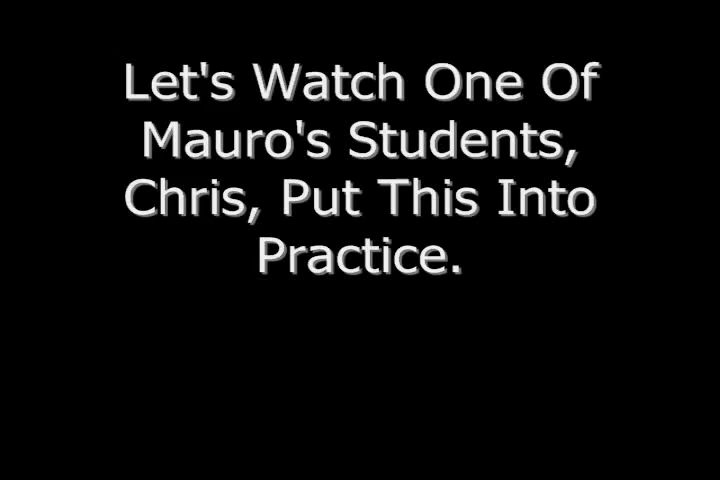 Let's Watch One Of
Mauro's Students,
Chris, Put This Into
Practice.